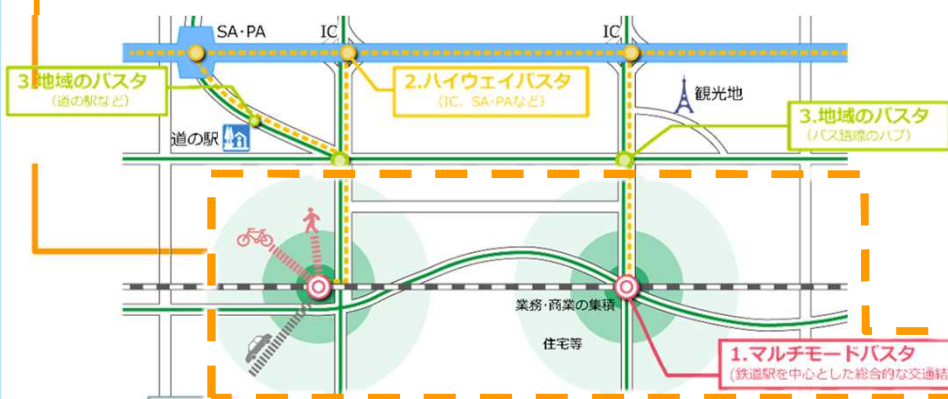 SA・PA
IC
IC
3.地域のバスタ
(道の駅など)
2.ハイウェイバスタ
(IC、SA・PAなど)
観光地
3.地域のバスタ
(バス路線のハブ)
道の駅
業務・商業の集積
住宅等
1.マルチモードバスタ
(鉄道駅を中心とした総合的な交通結